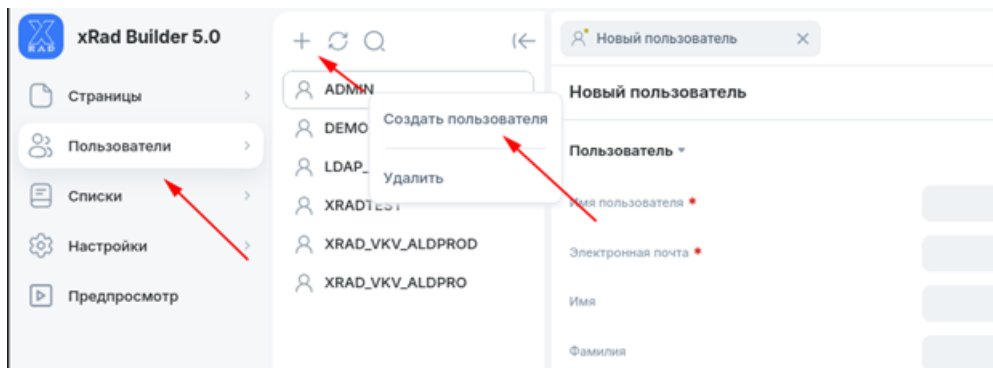 XRAD
xRad Builder 5.0
Страницы
Пользователи
Списки
Настройки
Предпросмотр
ADMIN
DEMO
LDAP_
XRADTEST
XRAD_VKV_ALDPROD
XRAD_VKV_ALDPRO
Создать пользователя
Удалить
Новый пользователь
Новый пользователь
Пользователь
Имя пользователя *
Электронная почта *
Имя
Фамилия